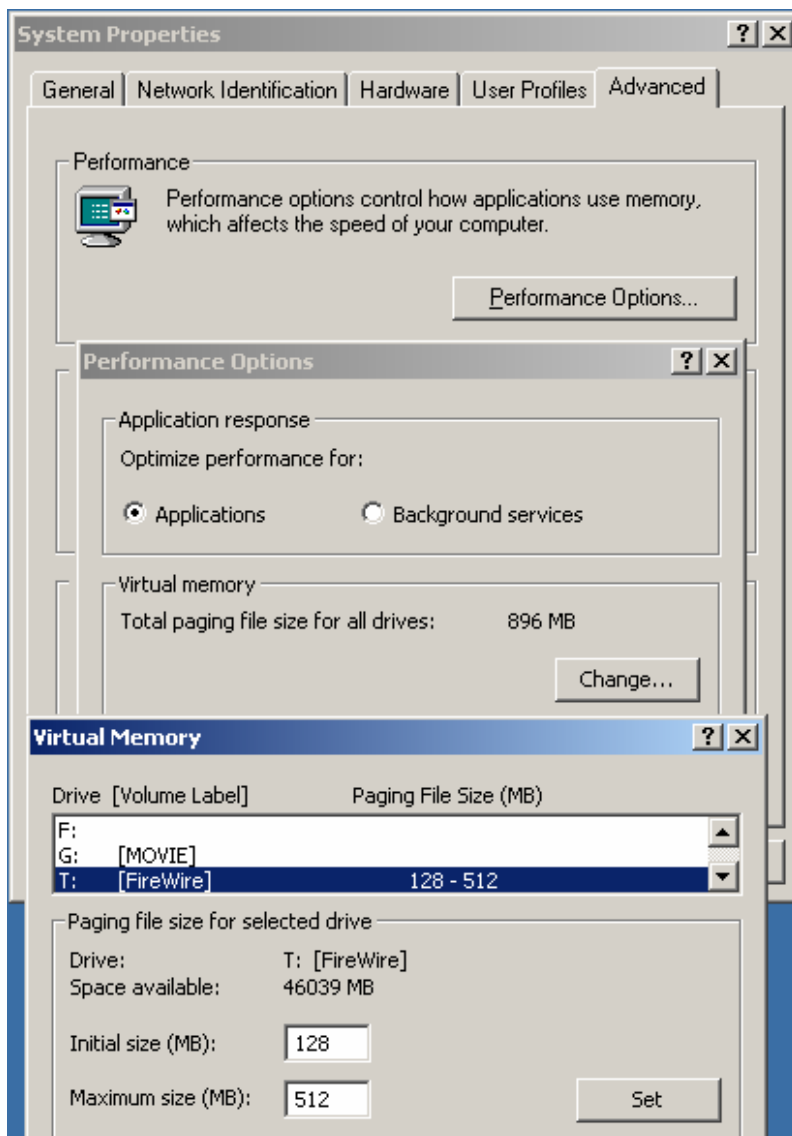 System Properties
General Network Identification Hardware User Profiles Advanced
Performance
Performance options control how applications use memory,
which affects the speed of your computer.
Performance Options...
Performance Options
Application response
Optimize performance for:
Applications Background services
Virtual memory
Total paging file size for all drives: 896 MB
Change...
Virtual Memory
Drive [Volume Label] Paging File Size (MB)
F:
G: [MOVIE]
T: [FireWire] 128 - 512
Paging file size for selected drive
Drive: T: [FireWire]
Space available: 46039 MB
Initial size (MB): 128
Maximum size (MB): 512 Set